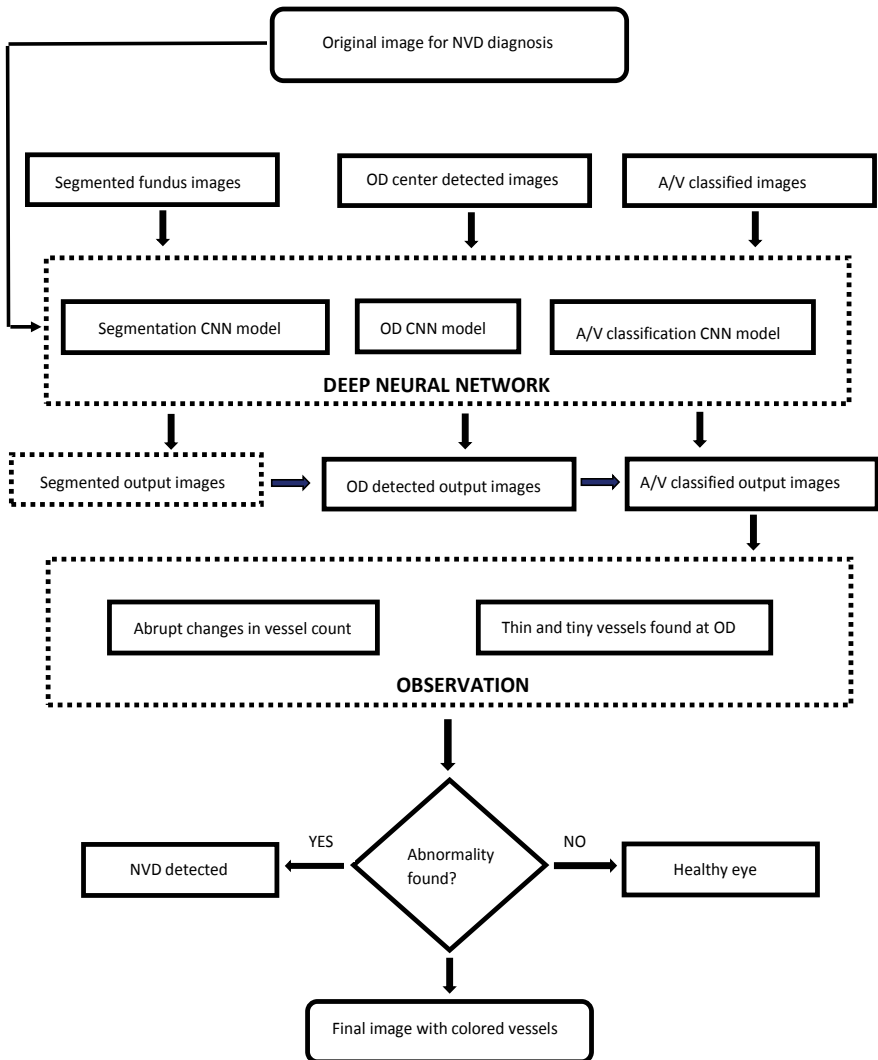 Original image for NVD diagnosis
Segmented fundus images
OD center detected images
A/V classified images
Segmentation CNN model
OD CNN model
A/V classification CNN model
DEEP NEURAL NETWORK
Segmented output images
OD detected output images
A/V classified output images
Abrupt changes in vessel count
Thin and tiny vessels found at OD
OBSERVATION
YES
NO
NVD detected
Abnormality
found?
Healthy eye
Final image with colored vessels